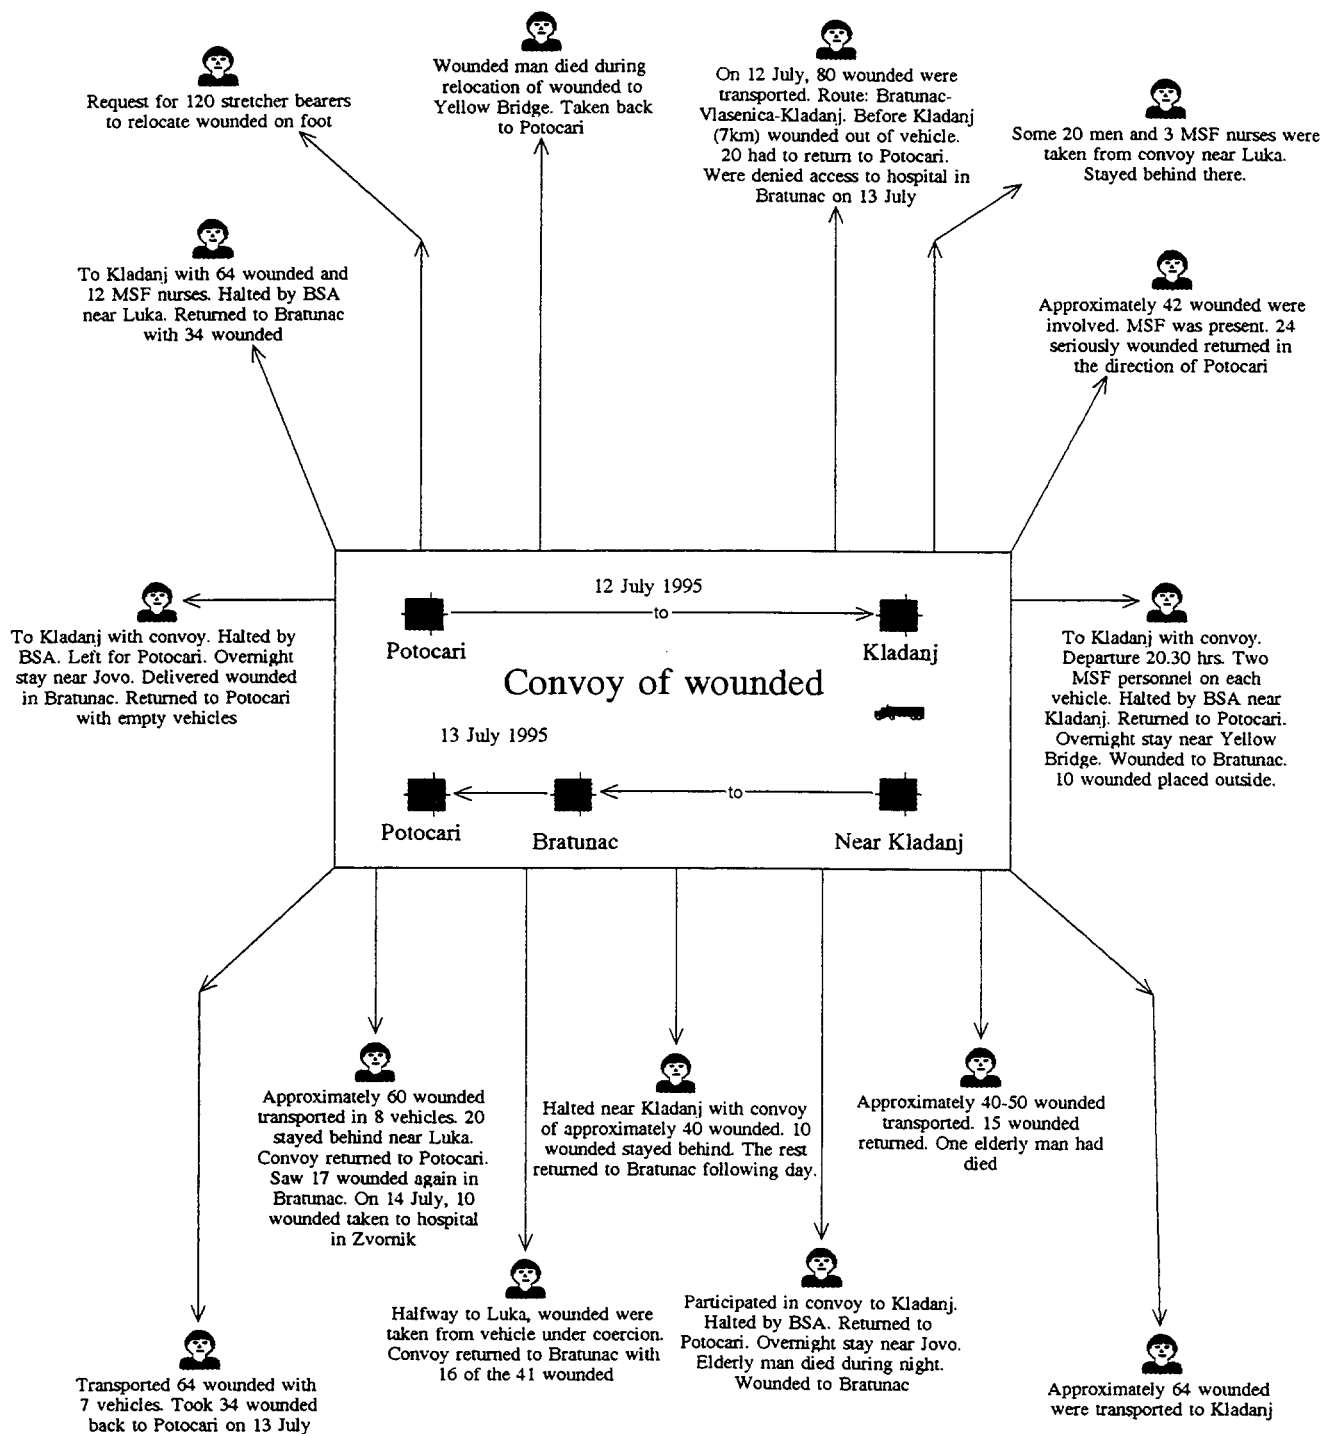 Request for 120 stretcher bearers
to relocate wounded on foot
Wounded man died during
relocation of wounded to
Yellow Bridge. Taken back
to Potocari
On 12 July, 80 wounded were
transported. Route: Bratunac-
Vlasenica-Kladanj. Before Kladanj
(7km) wounded out of vehicle.
20 had to return to Potocari.
Were denied access to hospital in
Bratunac on 13 July
Some 20 men and 3 MSF nurses were
taken from convoy near Luka.
Stayed behind there.
To Kladanj with 64 wounded and
12 MSF nurses. Halted by BSA
near Luka. Returned to Bratunac
with 34 wounded
Approximately 42 wounded were
involved. MSF was present. 24
seriously wounded returned in
the direction of Potocari
To Kladanj with convoy. Halted by
BSA. Left for Potocari. Overnight
stay near Jovo. Delivered wounded
in Bratunac. Returned to Potocari
with empty vehicles
12 July 1995
to
Potocari
Kladanj
Convoy of wounded
13 July 1995
to
Potocari
Bratunac
Near Kladanj
To Kladanj with convoy.
Departure 20.30 hrs. Two
MSF personnel on each
vehicle. Halted by BSA near
Kladanj. Returned to Potocari.
Overnight stay near Yellow
Bridge. Wounded to Bratunac.
10 wounded placed outside.
Approximately 60 wounded
transported in 8 vehicles. 20
stayed behind near Luka.
Convoy returned to Potocari.
Saw 17 wounded again in
Bratunac. On 14 July, 10
wounded taken to hospital
in Zvornik
Halted near Kladanj with convoy
of approximately 40 wounded. 10
wounded stayed behind. The rest
returned to Bratunac following day.
Approximately 40-50 wounded
transported. 15 wounded
returned. One elderly man had
died
Transported 64 wounded with
7 vehicles. Took 34 wounded
back to Potocari on 13 July
Halfway to Luka, wounded were
taken from vehicle under coercion.
Convoy returned to Bratunac with
16 of the 41 wounded
Participated in convoy to Kladanj.
Halted by BSA. Returned to
Potocari. Overnight stay near Jovo.
Elderly man died during night.
Wounded to Bratunac
Approximately 64 wounded
were transported to Kladanj